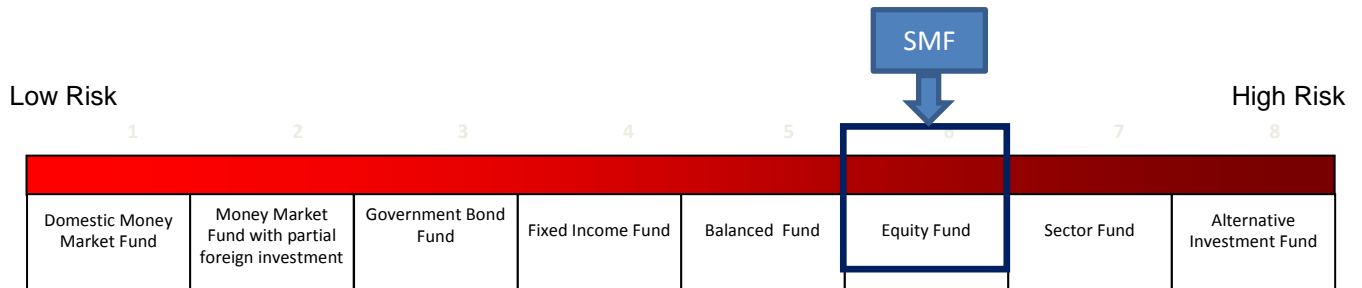 SMF
Low Risk
High Risk
1 2 3 4 5 6 7 8
Domestic Money
Market Fund
Money Market
Fund with partial
foreign investment
Government Bond
Fund
Fixed Income Fund
Balanced Fund
Equity Fund
Sector Fund
Alternative
Investment Fund